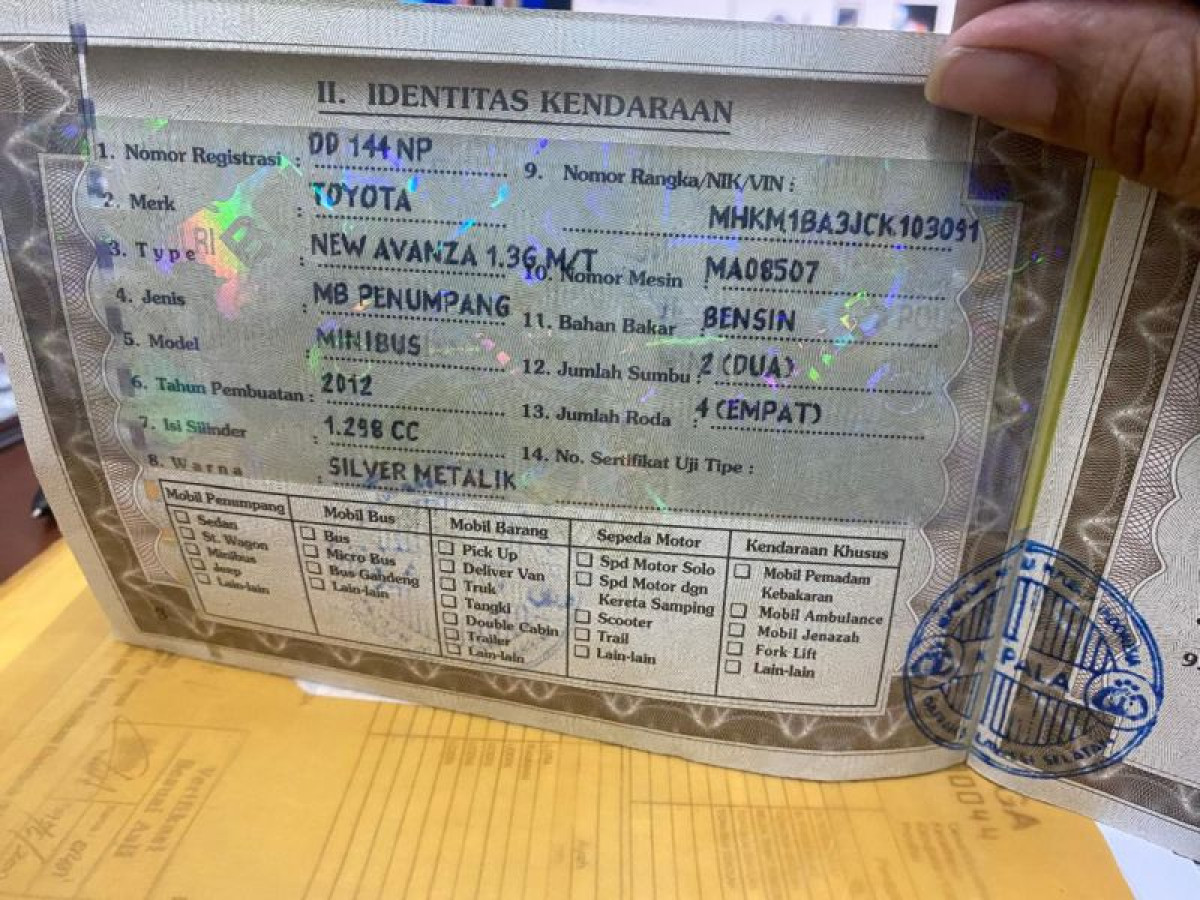 II. IDENTITAS KENDARAAN
1. Nomor Registrasi : DD 144 NP
2. Merk : TOYOTA
3. Type : NEW AVANZA 1.3G M/T
4. Jenis : MB PENUMPANG
5. Model : MINIBUS
6. Tahun Pembuatan : 2012
7. Isi Silinder : 1.298 CC
8. Warna : SILVER METALIK
9. Nomor Rangka/NIK/VIN :
MHKM1BA3JCK103091
10. Nomor Mesin : MA08507
11. Bahan Bakar BENSIN
12. Jumlah Sumbu : 2 (DUA)
13. Jumlah Roda : 4 (EMPAT)
14. No. Sertifikat Uji Tipe :
Mobil Penumpang
Sedan
St. Wagon
Minibus
Jeep
Lain-lain
Mobil Bus
Bus
Micro Bus
Bus Gandeng
Lain-lain
Mobil Barang
Pick Up
Deliver Van
Truk
Tangki
Double Cabin
Trailer
Lain-lain
Sepeda Motor
Spd Motor Solo
Spd Motor dgn
Kereta Samping
Scooter
Trail
Lain-lain
Kendaraan Khusus
Mobil Pemadam
Kebakaran
Mobil Ambulance
Mobil Jenazah
Fork Lift
Lain-lain
PALA
SELATAN
8
9.
GA
0044